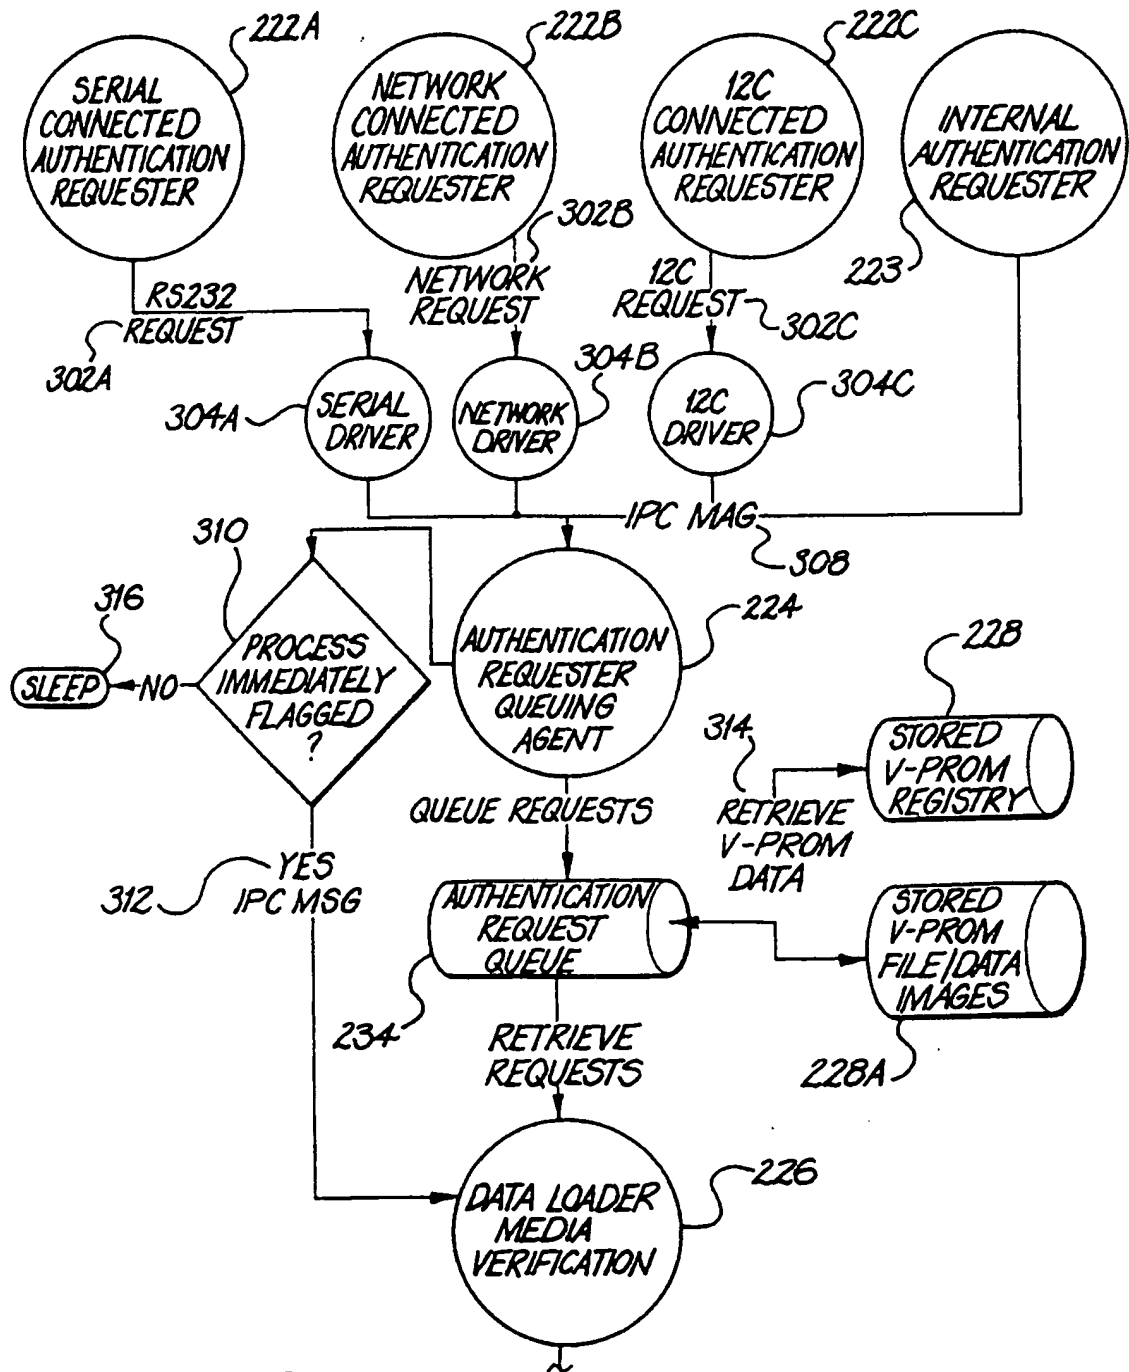 222A
222B
222C
SERIAL
CONNECTED
AUTHENTICATION
REQUESTER
NETWORK
CONNECTED
AUTHENTICATION
REQUESTER
12C
CONNECTED
AUTHENTICATION
REQUESTER
INTERNAL
AUTHENTICATION
REQUESTER
223
RS232
REQUEST
302A
302B
NETWORK
REQUEST
12C
REQUEST
302C
304A
SERIAL
DRIVER
304B
NETWORK
DRIVER
12C
DRIVER
304C
IPC MAG
308
310
316
SLEEP
NO
PROCESS
IMMEDIATELY
FLAGGED
?
AUTHENTICATION
REQUESTER
QUEUING
AGENT
224
228
STORED
V-PROM
REGISTRY
314
RETRIEVE
V-PROM
DATA
QUEUE REQUESTS
312
YES
IPC MSG
AUTHENTICATION
REQUEST
QUEUE
234
STORED
V-PROM
FILE/DATA
IMAGES
228A
RETRIEVE
REQUESTS
DATA LOADER
MEDIA
VERIFICATION
226